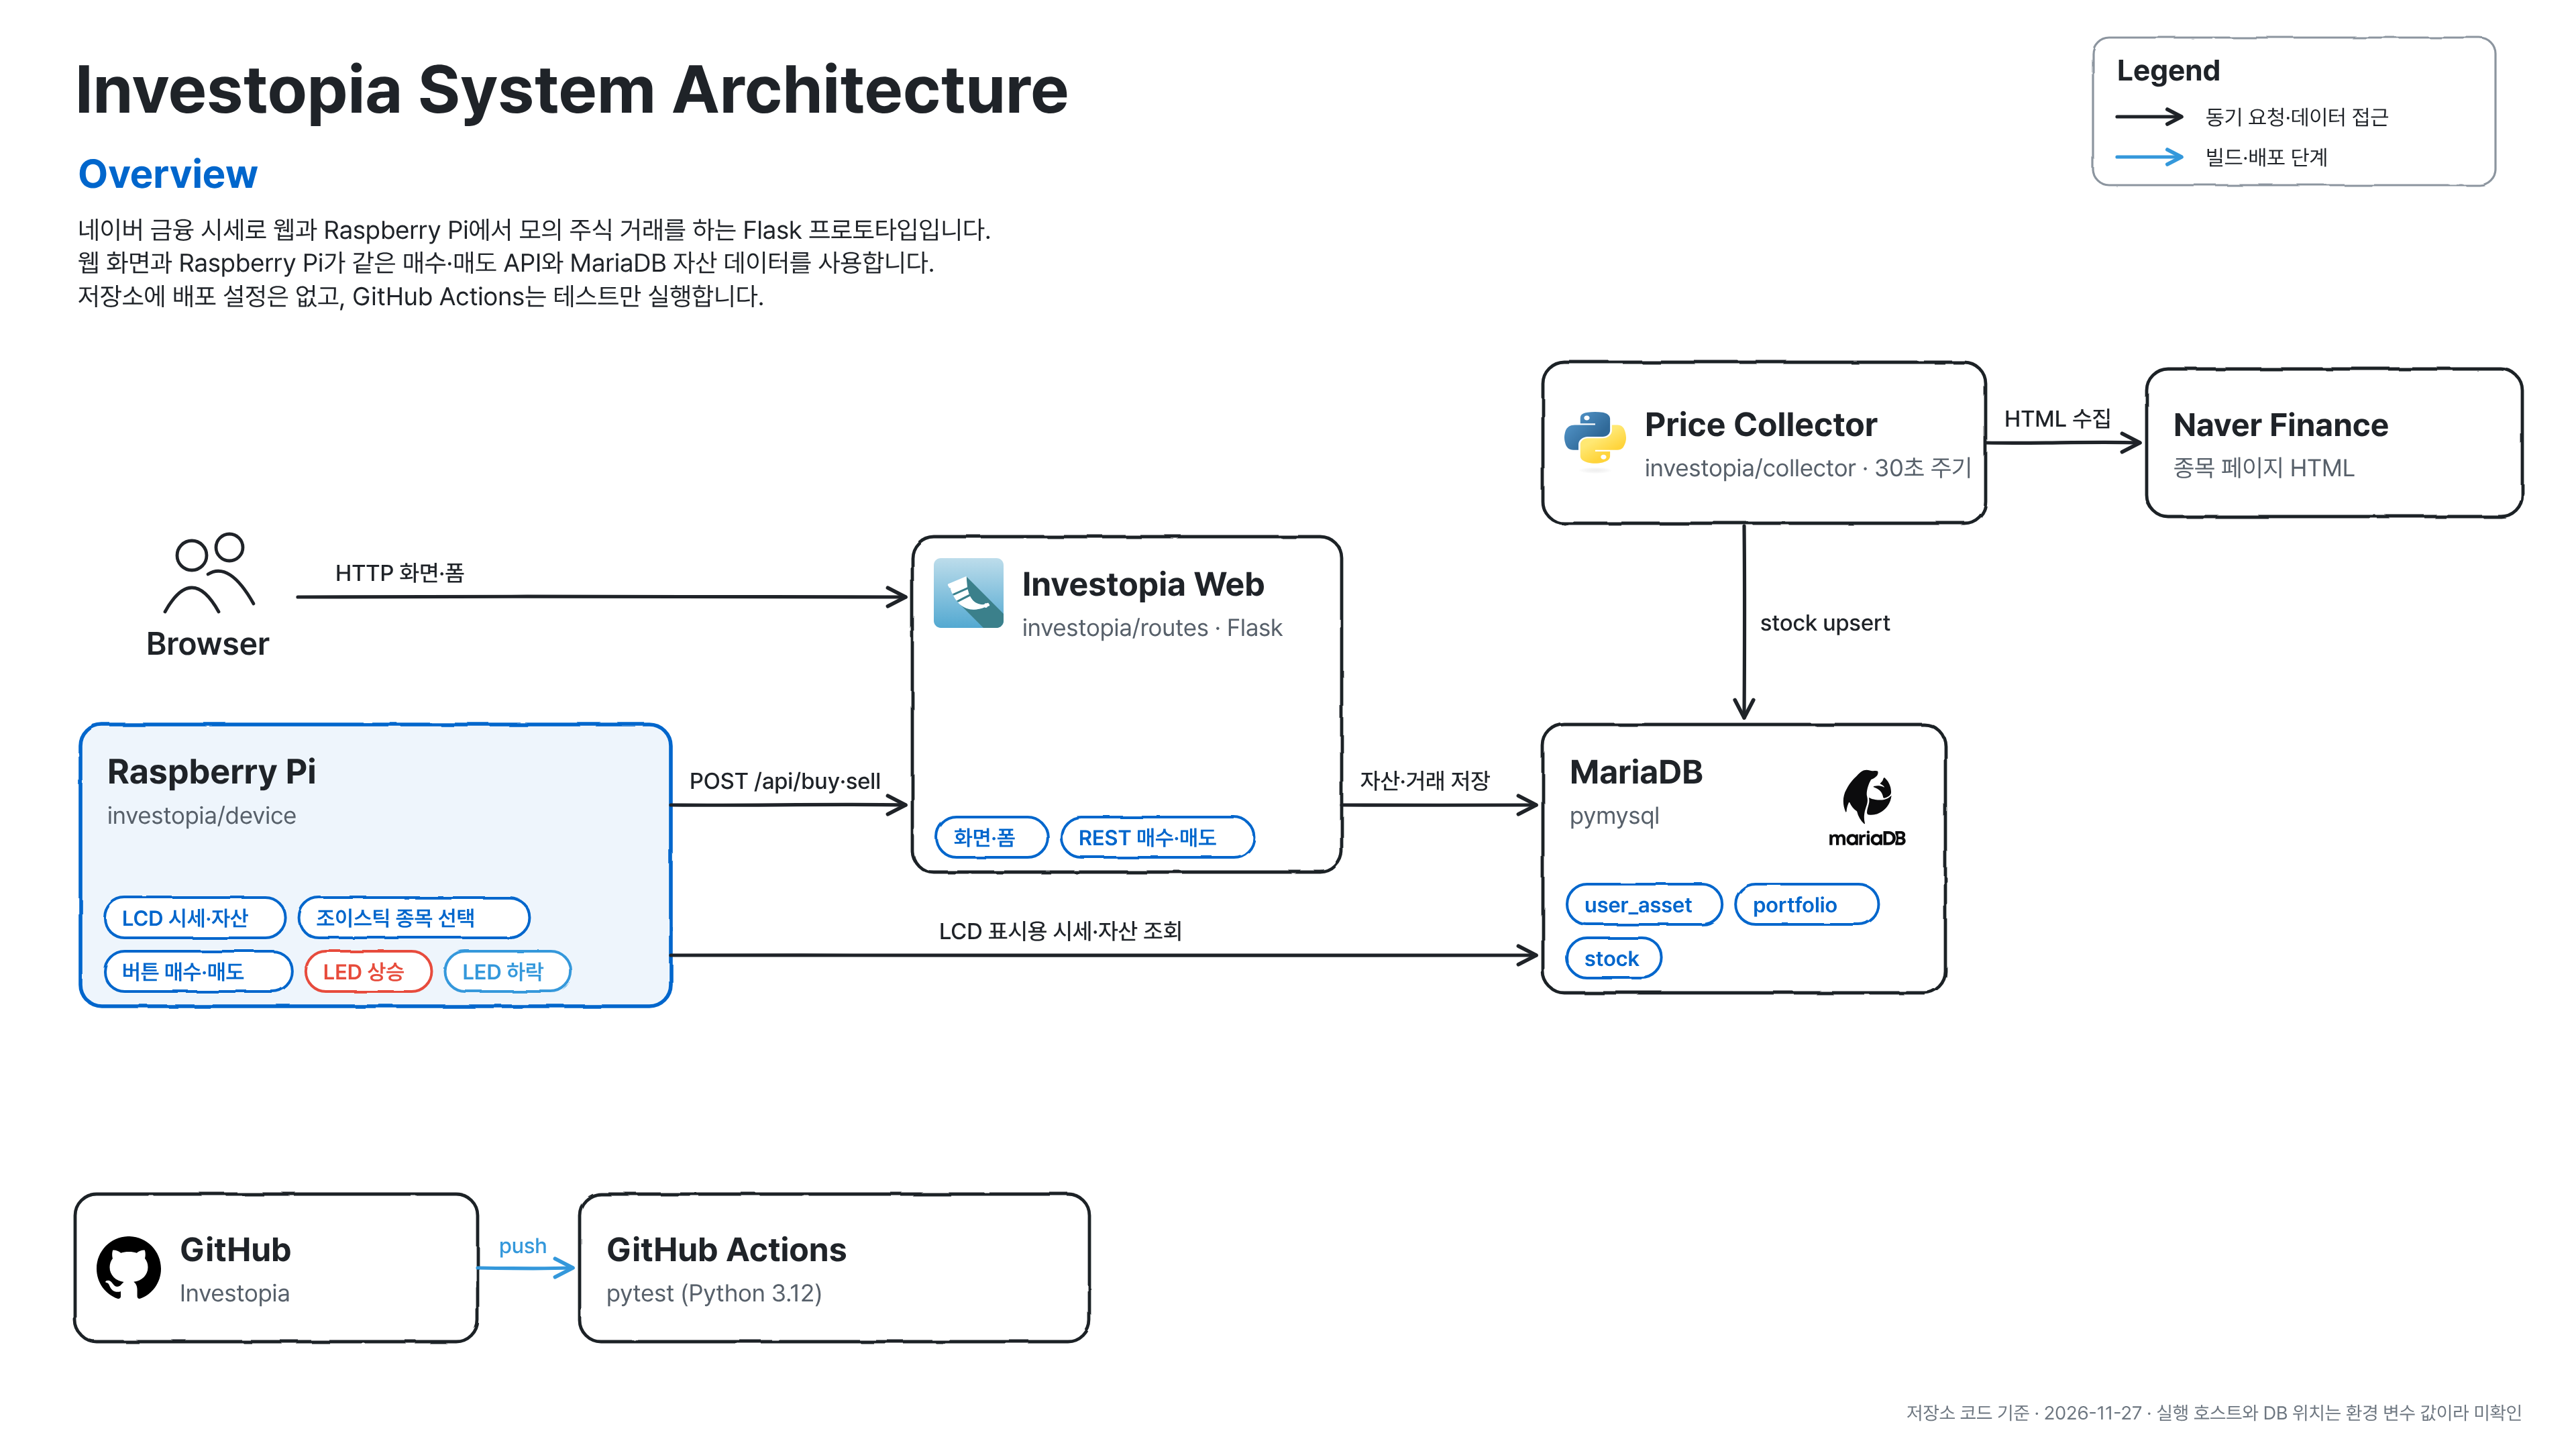 Investopia System Architecture
Overview
네이버 금융 시세로 웹과 Raspberry Pi에서 모의 주식 거래를 하는 Flask 프로토타입입니다.
웹 화면과 Raspberry Pi가 같은 매수·매도 API와 MariaDB 자산 데이터를 사용합니다.
저장소에 배포 설정은 없고, GitHub Actions는 테스트만 실행합니다.
Legend
동기 요청·데이터 접근
빌드·배포 단계
Price Collector
investopia/collector · 30초 주기
HTML 수집
Naver Finance
종목 페이지 HTML
Browser
HTTP 화면·폼
Investopia Web
investopia/routes · Flask
화면·폼
REST 매수·매도
stock upsert
Raspberry Pi
investopia/device
LCD 시세·자산
조이스틱 종목 선택
버튼 매수·매도
LED 상승
LED 하락
POST /api/buy·sell
자산·거래 저장
LCD 표시용 시세·자산 조회
MariaDB
pymysql
mariaDB
user_asset
portfolio
stock
GitHub
Investopia
push
GitHub Actions
pytest (Python 3.12)
저장소 코드 기준 · 2026-11-27 · 실행 호스트와 DB 위치는 환경 변수 값이라 미확인